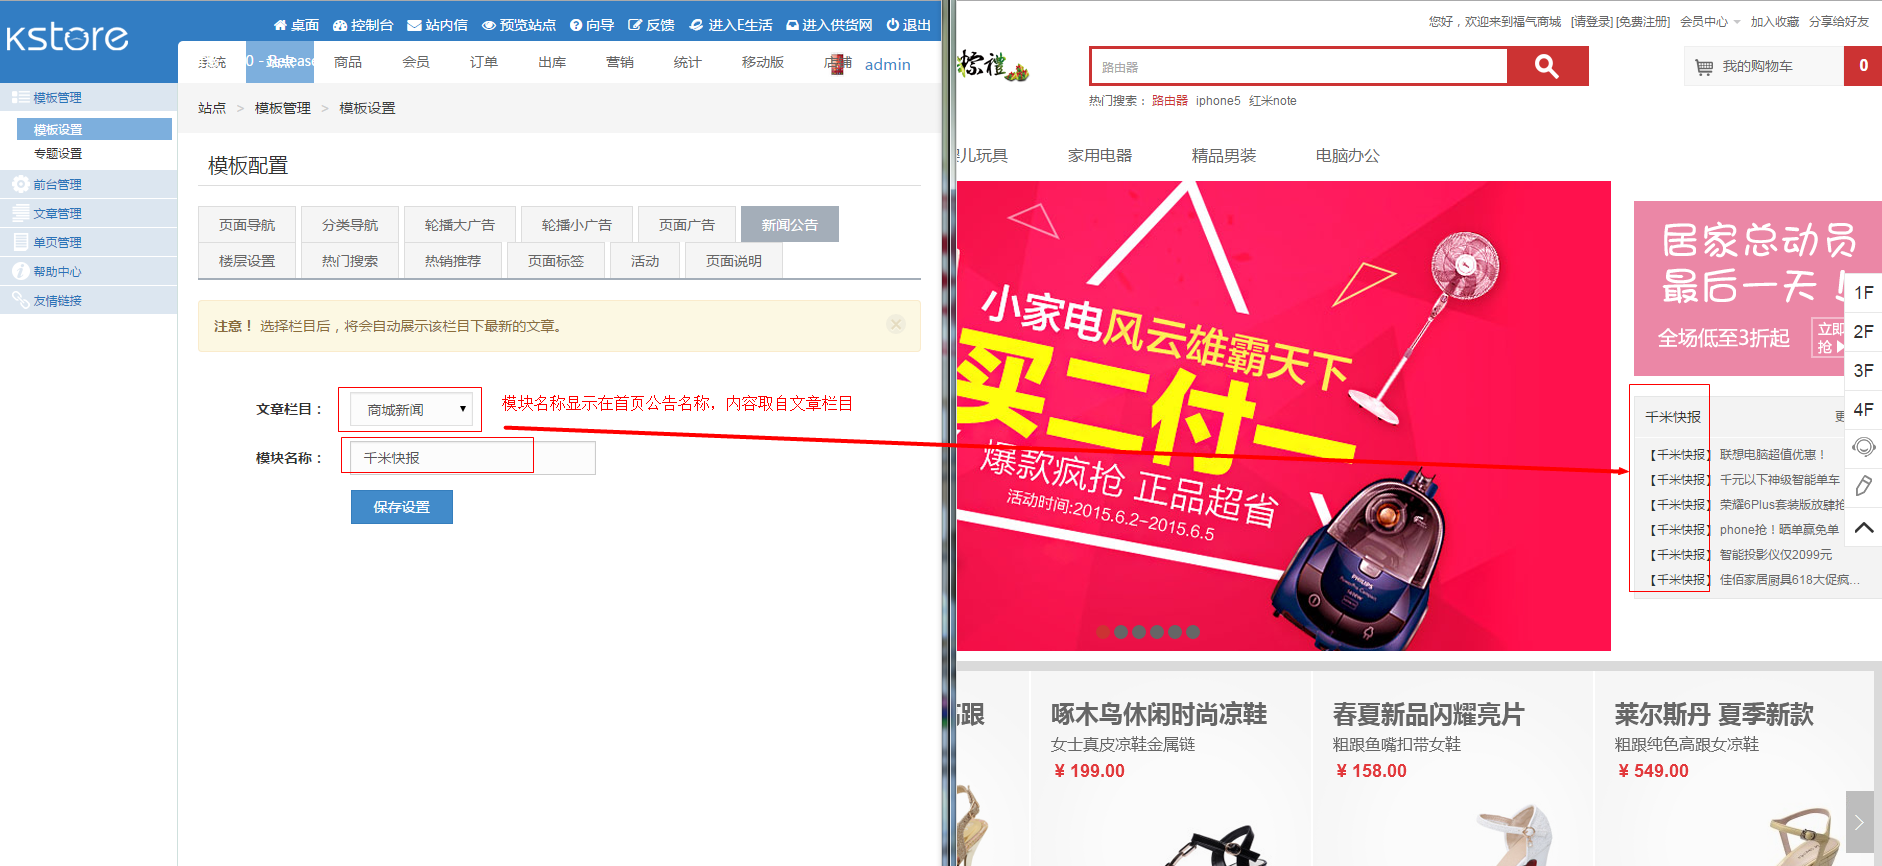 kstore
桌面 控制台 站内信 预览站点 向导 反馈 进入E生活 进入供货网 退出
系统 站点 商品 会员 订单 出库 营销 统计 移动版 店铺 admin
模板管理
模板设置
专题设置
前台管理
文章管理
单页管理
帮助中心
友情链接
站点 > 模板管理 > 模板设置
模板配置
页面导航 分类导航 轮播大广告 轮播小广告 页面广告 新闻公告
楼层设置 热门搜索 热销推荐 页面标签 活动 页面说明
注意！ 选择栏目后，将会自动展示该栏目下最新的文章。
文章栏目： 商城新闻
模块名称显示在首页公告名称，内容取自文章栏目
模块名称： 千米快报
保存设置
您好，欢迎来到福气商城 [请登录] [免费注册] 会员中心 加入收藏 分享给好友
粽禮
路由器
我的购物车 0
热门搜索： 路由器 iphone5 红米note
儿玩具 家用电器 精品男装 电脑办公
小家电风云雄霸天下
买二付一
爆款疯抢 正品超省
活动时间:2015.6.2-2015.6.5
PHILIPS
居家总动员
最后一天！
全场低至3折起
立即
抢
1F
2F
3F
4F
千米快报 更
【千米快报】 联想电脑超值优惠！
【千米快报】 千元以下神级智能单车
【千米快报】 荣耀6Plus套装版放肆抢
【千米快报】 phone抢！晒单赢免单
【千米快报】 智能投影仪仅2099元
【千米快报】 佳佰家居厨具618大促疯...
高跟
啄木鸟休闲时尚凉鞋
女士真皮凉鞋金属链
¥ 199.00
春夏新品闪耀亮片
粗跟鱼嘴扣带女鞋
¥ 158.00
莱尔斯丹 夏季新款
粗跟纯色高跟女凉鞋
¥ 549.00